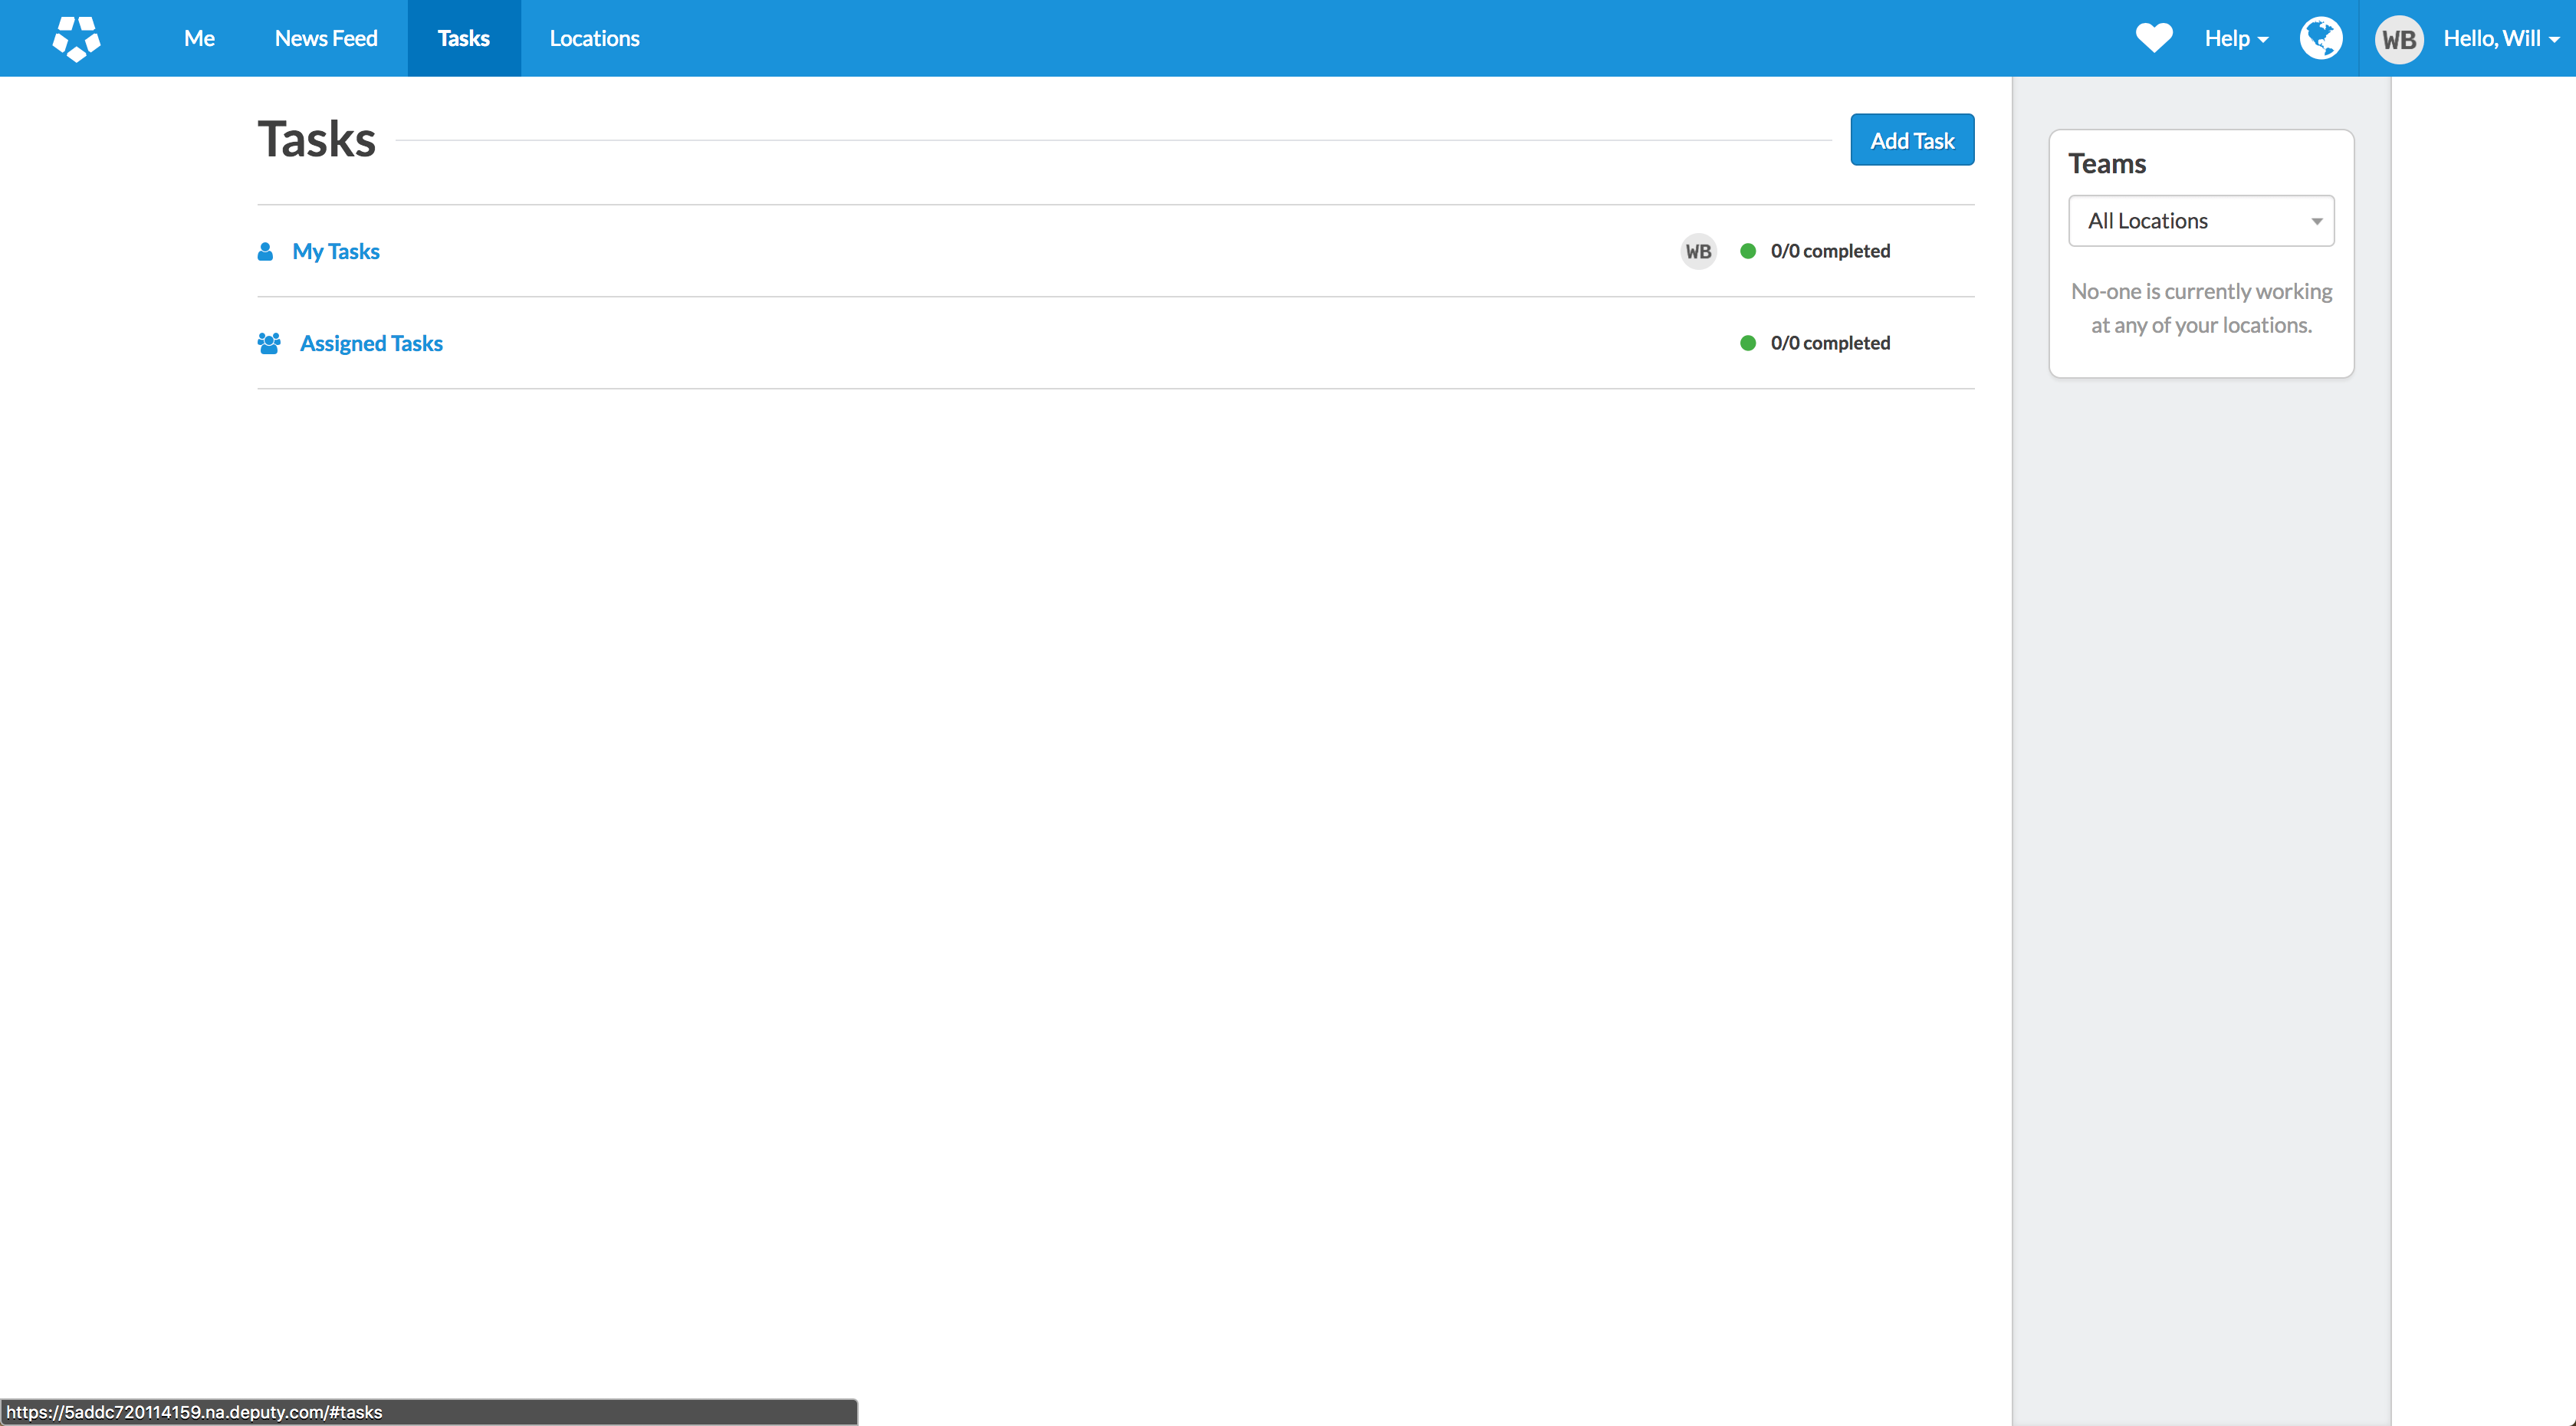 Me News Feed Tasks Locations Help WB Hello, Will
Tasks
Add Task
My Tasks WB 0/0 completed
Assigned Tasks 0/0 completed
Teams
All Locations
No-one is currently working
at any of your locations.
https://5addc720114159.na.deputy.com/#tasks